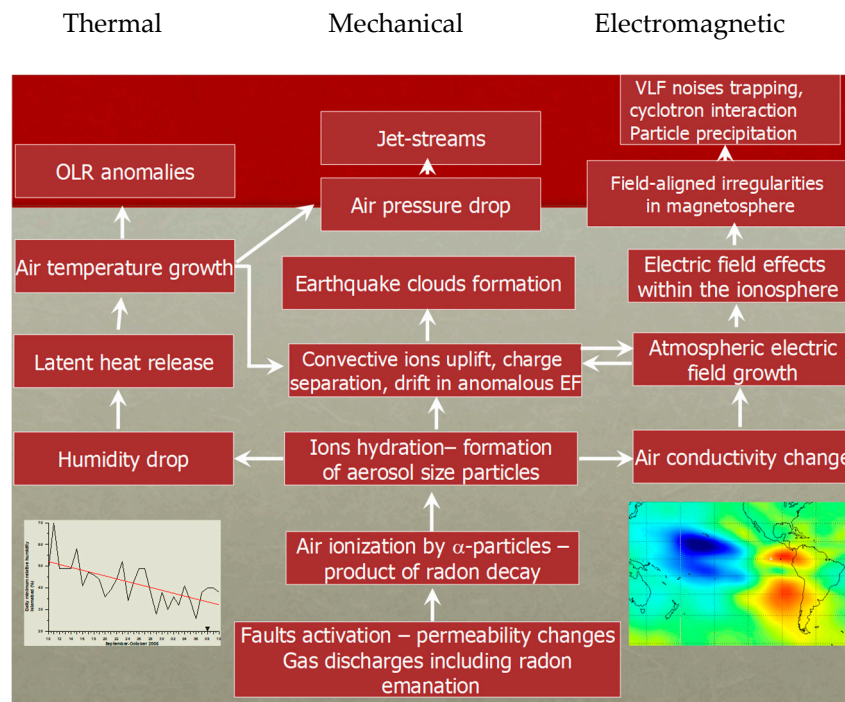 Thermal
Mechanical
Electromagnetic
VLF noises trapping,
cyclotron interaction
Particle precipitation
Jet-streams
OLR anomalies
Field-aligned irregularities
in magnetosphere
Air pressure drop
Air temperature growth
Electric field effects
within the ionosphere
Earthquake clouds formation
Latent heat release
Convective ions uplift, charge
separation, drift in anomalous EF
Atmospheric electric
field growth
Humidity drop
Ions hydration– formation
of aerosol size particles
Air conductivity change
Air ionization by α-particles –
product of radon decay
Faults activation – permeability changes
Gas discharges including radon
emanation
September-October 2006